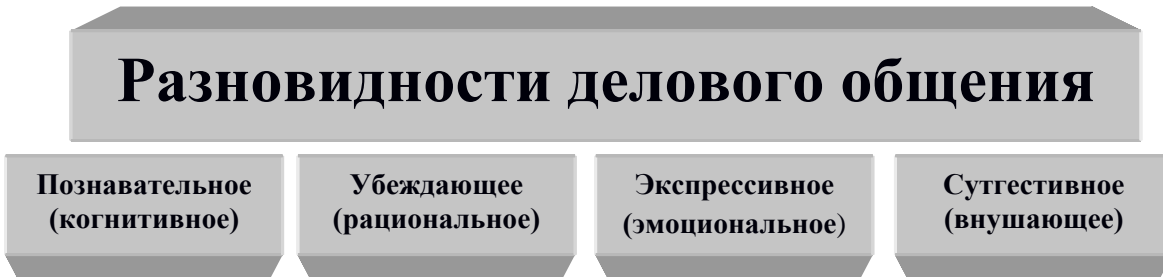 Разновидности делового общения
Познавательное
(когнитивное)
Убеждающее
(рациональное)
Экспрессивное
(эмоциональное)
Сутгестивное
(внушающее)